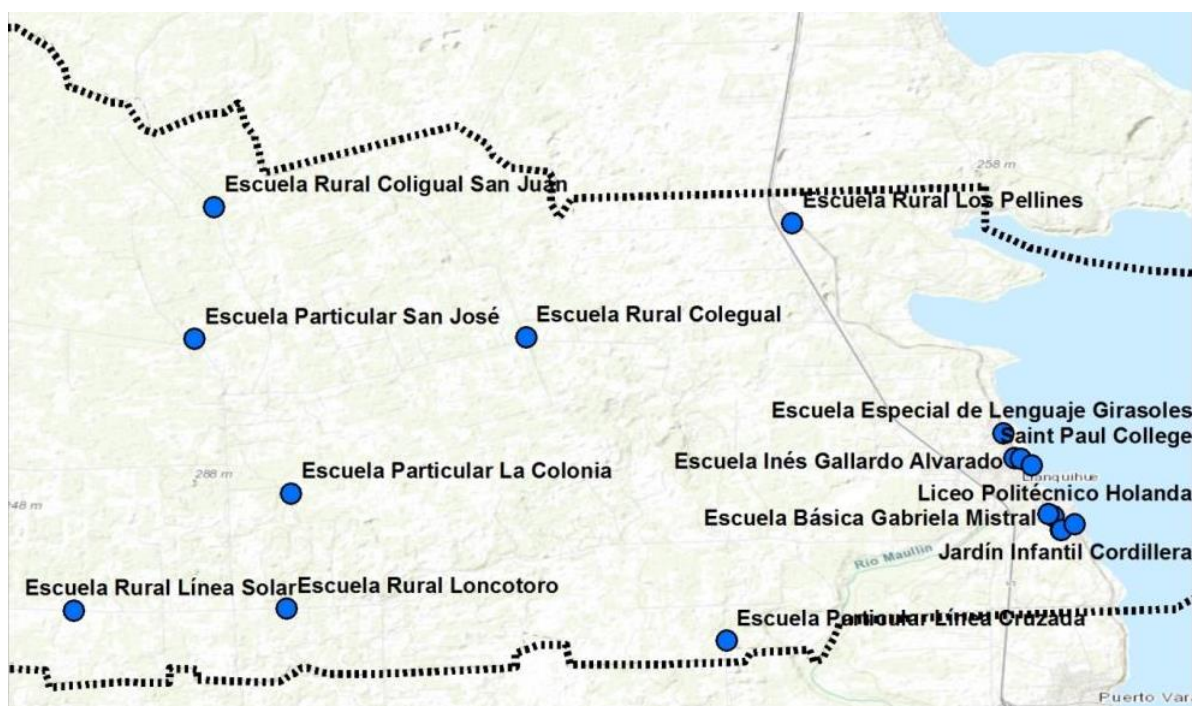 258 m
Escuela Rural Coligual San Juan
Escuela Rural Los Pellines
Escuela Particular San José
Escuela Rural Colegual
Escuela Especial de Lenguaje Girasoles
Saint Paul College
Escuela Inés Gallardo Alvarado
Escuela Particular La Colonia
288 m
Llanquihue
Liceo Politécnico Holanda
248 m
Escuela Básica Gabriela Mistral
Jardín Infantil Cordillera
Río Maullín
Escuela Rural Línea Solar
Escuela Rural Loncotoro
Escuela Particular Línea Cruzada
Puerto Var